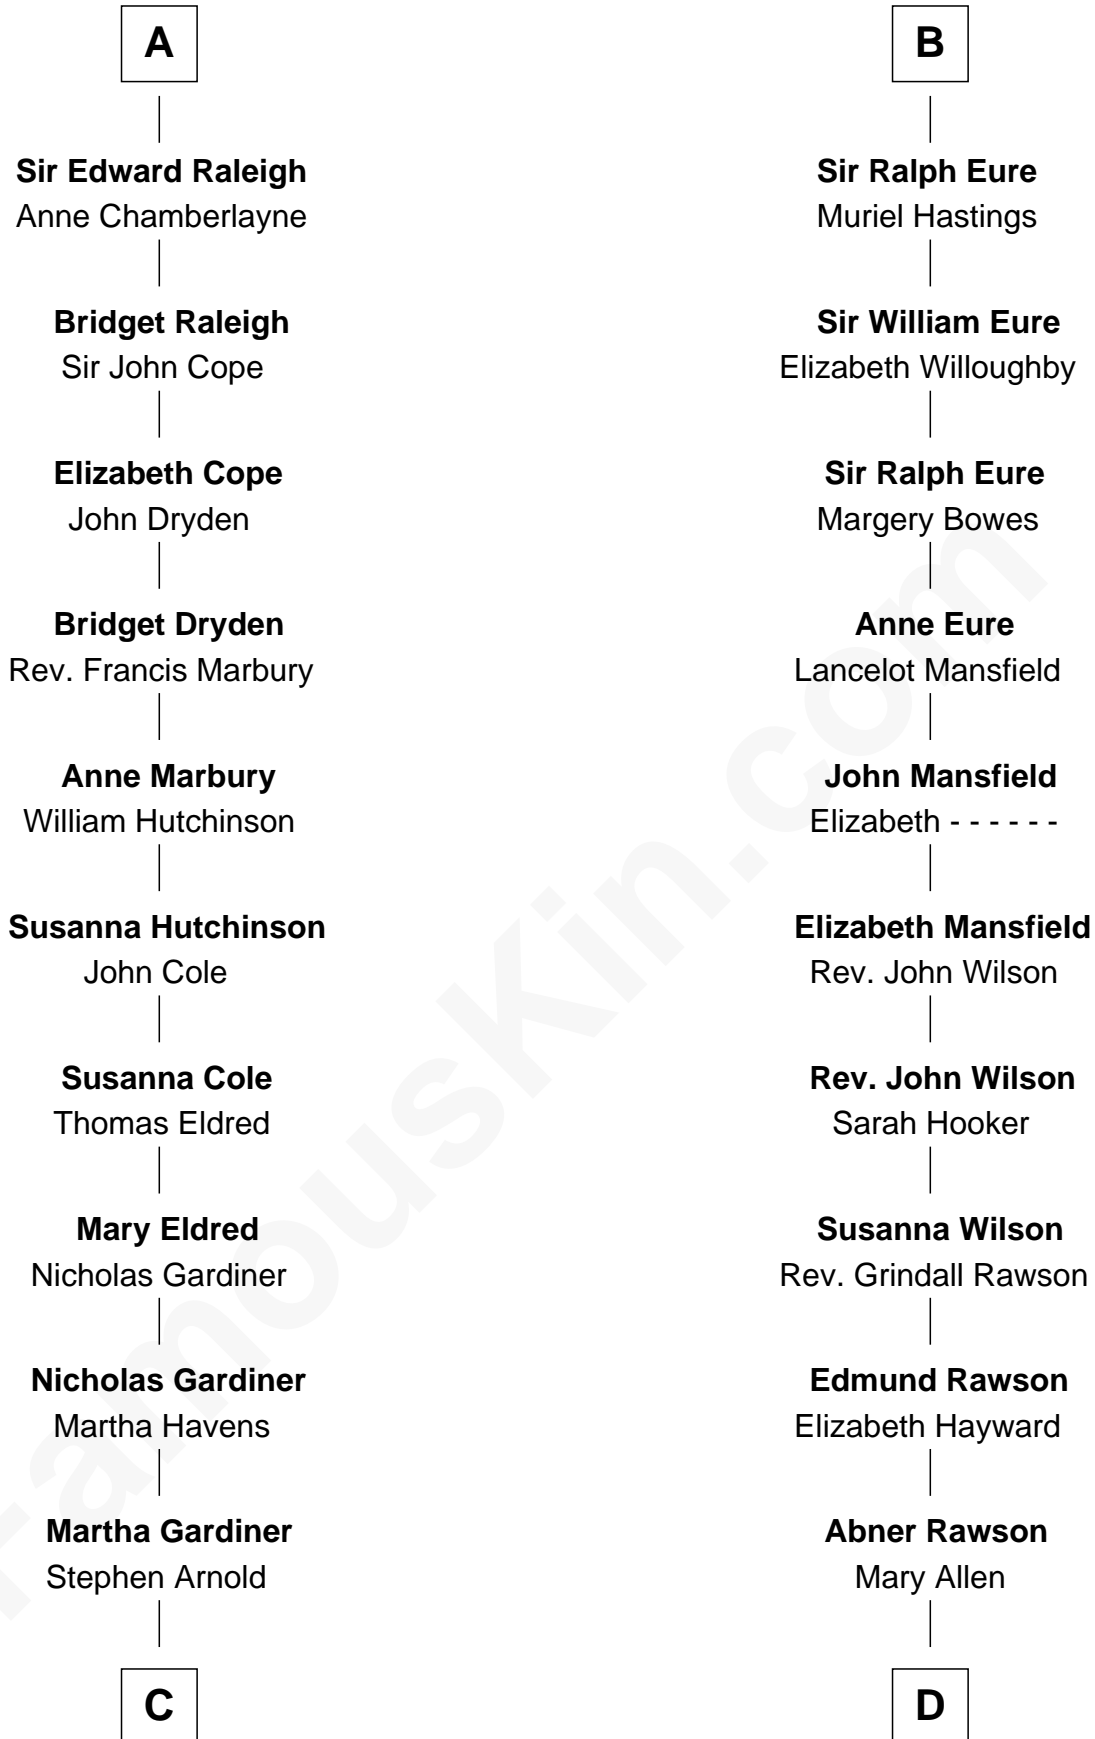 A
Sir Edward Raleigh
Anne Chamberlayne
Bridget Raleigh
Sir John Cope
Elizabeth Cope
John Dryden
Bridget Dryden
Rev. Francis Marbury
Anne Marbury
William Hutchinson
Susanna Hutchinson
John Cole
Susanna Cole
Thomas Eldred
Mary Eldred
Nicholas Gardiner
Nicholas Gardiner
Martha Havens
Martha Gardiner
Stephen Arnold
C
B
Sir Ralph Eure
Muriel Hastings
Sir William Eure
Elizabeth Willoughby
Sir Ralph Eure
Margery Bowes
Anne Eure
Lancelot Mansfield
John Mansfield
Elizabeth - - - - - -
Elizabeth Mansfield
Rev. John Wilson
Rev. John Wilson
Sarah Hooker
Susanna Wilson
Rev. Grindall Rawson
Edmund Rawson
Elizabeth Hayward
Abner Rawson
Mary Allen
D
FamousKin.com